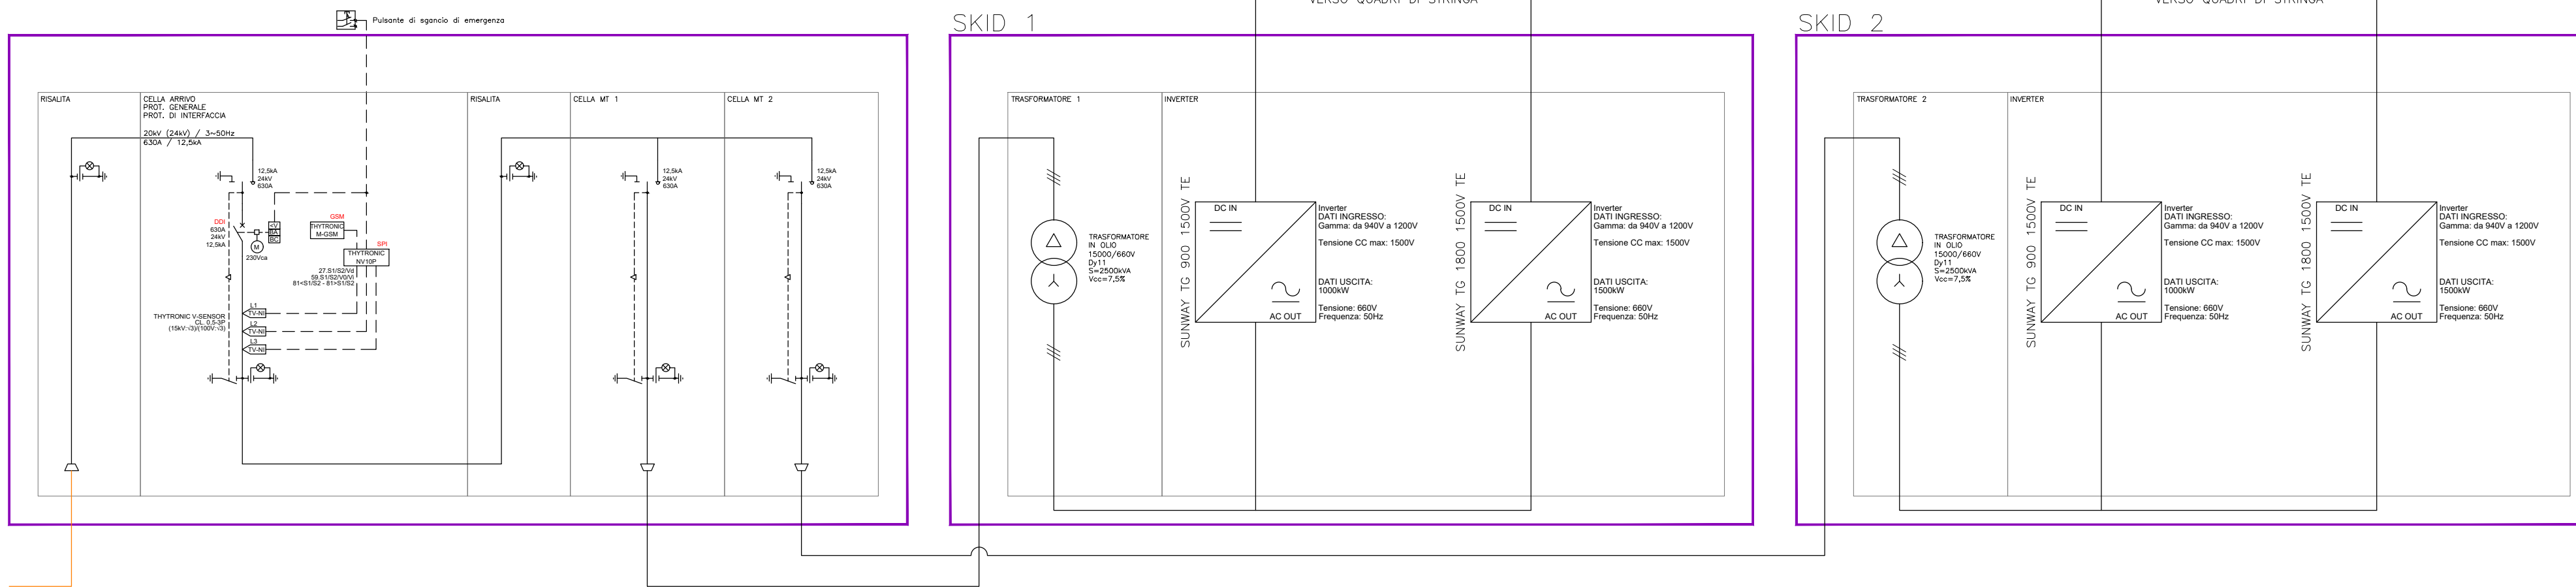 Pulsante di sgancio di emergenza
RISALITA
CELLA ARRIVO
PROT. GENERALE
PROT. DI INTERFACCIA
20kV (24kV) / 3~50Hz
630A / 12,5kA
12,5kA
24kV
630A
DDI
630A
24kV
12,5kA
<V
BA
BC
M
230Vca
GSM
THYTRONIC
M-GSM
SPI
THYTRONIC
NV10P
27.S1/S2/Vd
59.S1/S2/V0/Vi
81<S1/S2 - 81>S1/S2
THYTRONIC V-SENSOR
CL. 0,5-3P
(15kV:√3)/(100V:√3)
L1
TV-NI
L2
TV-NI
L3
TV-NI
RISALITA
CELLA MT 1
12,5kA
24kV
630A
CELLA MT 2
12,5kA
24kV
630A
SKID 1
VERSO QUADRI DI STRINGA
TRASFORMATORE 1
TRASFORMATORE
IN OLIO
15000/660V
Dy11
S=2500kVA
Vcc=7,5%
INVERTER
SUNWAY TG 900 1500V TE
DC IN
AC OUT
Inverter
DATI INGRESSO:
Gamma: da 940V a 1200V
Tensione CC max: 1500V
DATI USCITA:
1000kW
Tensione: 660V
Frequenza: 50Hz
SUNWAY TG 1800 1500V TE
DC IN
AC OUT
Inverter
DATI INGRESSO:
Gamma: da 940V a 1200V
Tensione CC max: 1500V
DATI USCITA:
1500kW
Tensione: 660V
Frequenza: 50Hz
SKID 2
VERSO QUADRI DI STRINGA
TRASFORMATORE 2
TRASFORMATORE
IN OLIO
15000/660V
Dy11
S=2500kVA
Vcc=7,5%
INVERTER
SUNWAY TG 900 1500V TE
DC IN
AC OUT
Inverter
DATI INGRESSO:
Gamma: da 940V a 1200V
Tensione CC max: 1500V
DATI USCITA:
1000kW
Tensione: 660V
Frequenza: 50Hz
SUNWAY TG 1800 1500V TE
DC IN
AC OUT
Inverter
DATI INGRESSO:
Gamma: da 940V a 1200V
Tensione CC max: 1500V
DATI USCITA:
1500kW
Tensione: 660V
Frequenza: 50Hz